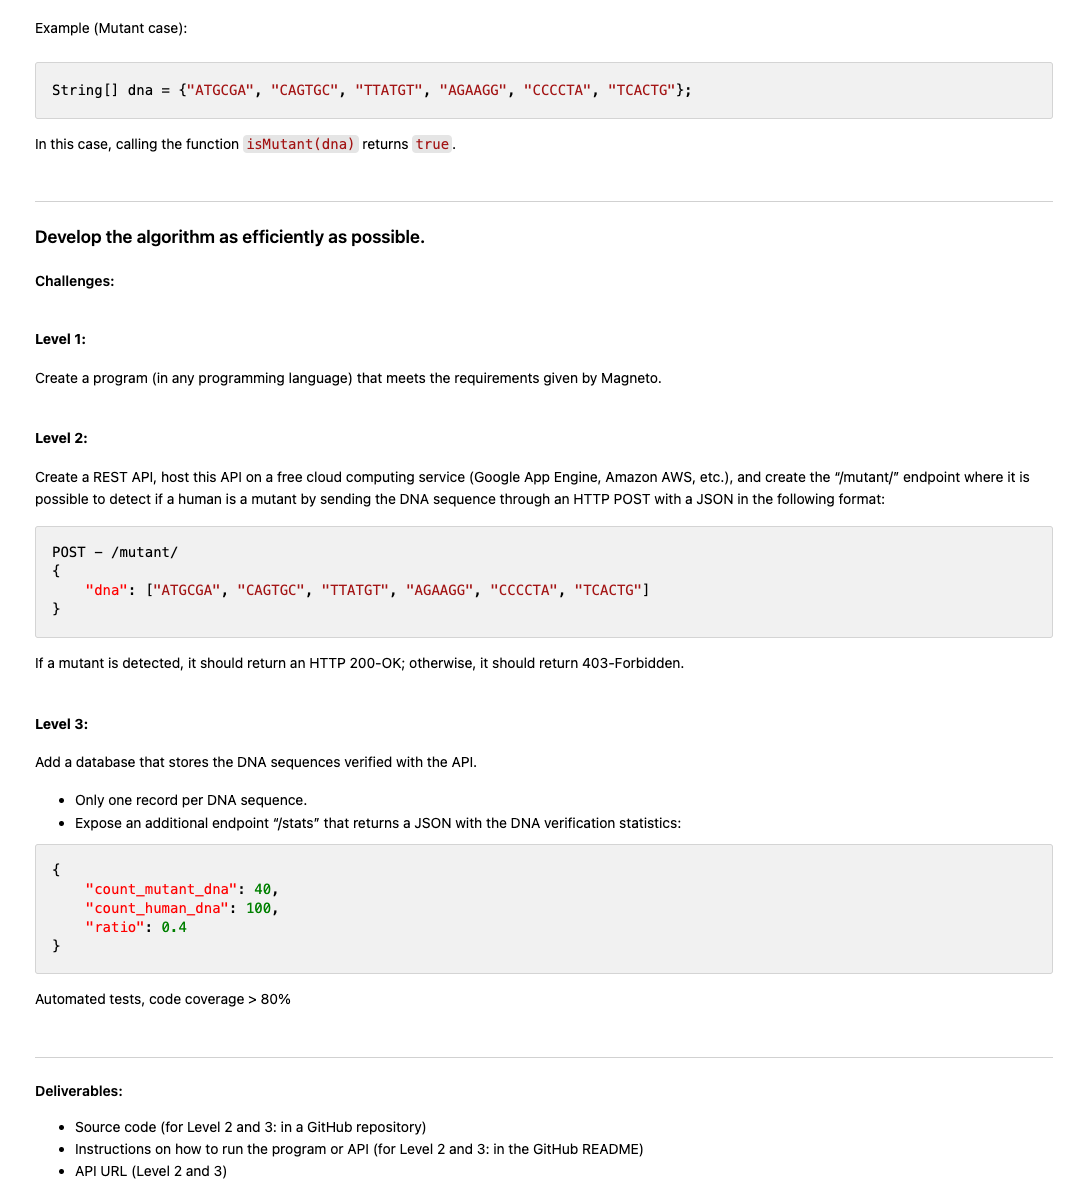 Example (Mutant case):
String[] dna = {"ATGCGA", "CAGTGC", "TTATGT", "AGAAGG", "CCCCTA", "TCACTG"};
In this case, calling the function isMutant(dna) returns true.
Develop the algorithm as efficiently as possible.
Challenges:
Level 1:
Create a program (in any programming language) that meets the requirements given by Magneto.
Level 2:
Create a REST API, host this API on a free cloud computing service (Google App Engine, Amazon AWS, etc.), and create the “/mutant/” endpoint where it is
possible to detect if a human is a mutant by sending the DNA sequence through an HTTP POST with a JSON in the following format:
POST – /mutant/
{
    "dna": ["ATGCGA", "CAGTGC", "TTATGT", "AGAAGG", "CCCCTA", "TCACTG"]
}
If a mutant is detected, it should return an HTTP 200-OK; otherwise, it should return 403-Forbidden.
Level 3:
Add a database that stores the DNA sequences verified with the API.
• Only one record per DNA sequence.
• Expose an additional endpoint “/stats” that returns a JSON with the DNA verification statistics:
{
    "count_mutant_dna": 40,
    "count_human_dna": 100,
    "ratio": 0.4
}
Automated tests, code coverage > 80%
Deliverables:
• Source code (for Level 2 and 3: in a GitHub repository)
• Instructions on how to run the program or API (for Level 2 and 3: in the GitHub README)
• API URL (Level 2 and 3)